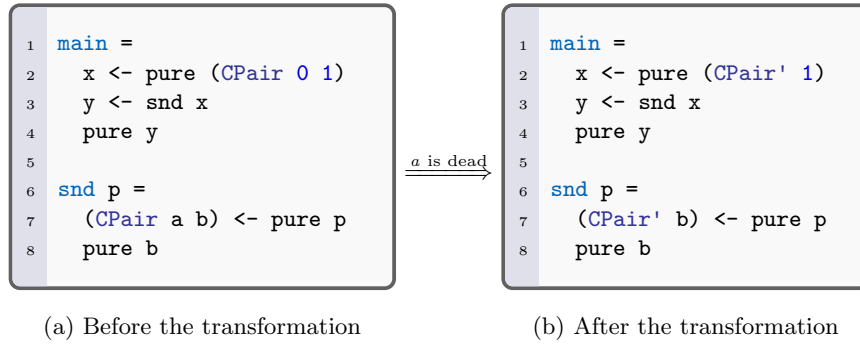 1 main =
2 x <- pure (CPair 0 1)
3 y <- snd x
4 pure y
5
6 snd p =
7 (CPair a b) <- pure p
8 pure b
(a) Before the transformation
a is dead
1 main =
2 x <- pure (CPair' 1)
3 y <- snd x
4 pure y
5
6 snd p =
7 (CPair' b) <- pure p
8 pure b
(b) After the transformation